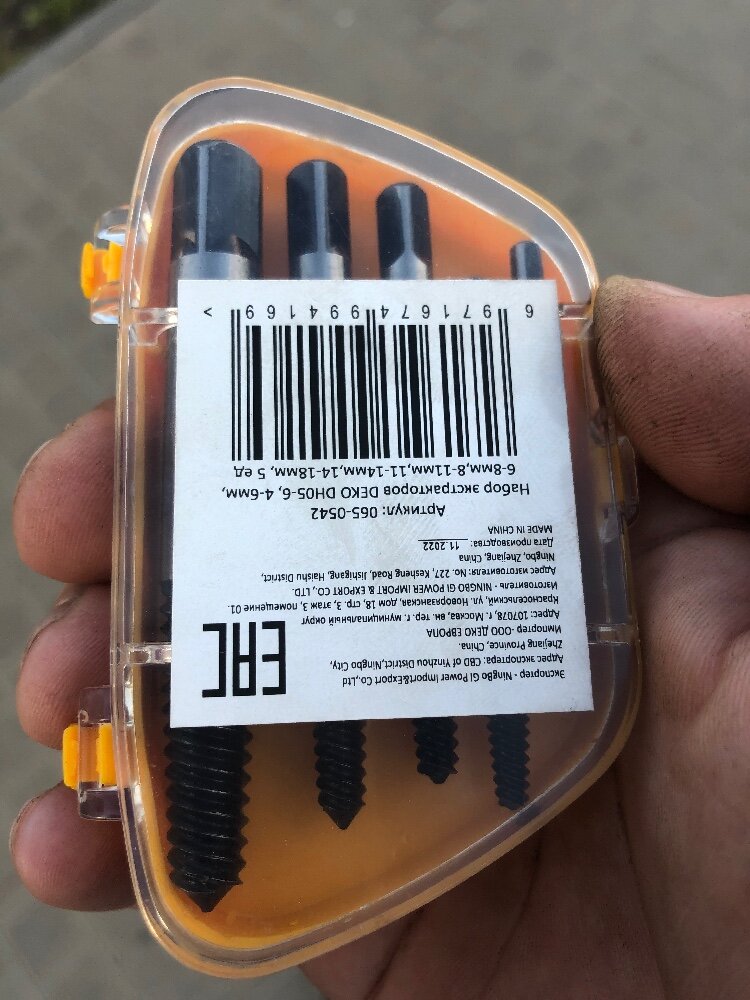 Экспортер - NingBo GI Power Import&Export Co,.Ltd
Адрес экспортера: CBD of Yinzhou District,Ningbo City,
Zhejiang Province, China.
Импортер -ООО ДЕКО ЕВРОПА
Адрес: 107078, г. Москва, вн. тер. г. муниципальный округ
Красносельский, ул. Новорязанская, дом 18, стр. 3, этаж 3, помещение 01
Изготовитель - NINGBO GI POWER IMPORT & EXPORT CO., LTD.
Адрес изготовителя: No. 227, Kesheng Road, Jishigang, Haishu District,
Ningbo, Zhejiang, China
Дата производства: 11.2022
MADE IN CHINA
EAC
Артикул: 065-0542
Набор экстракторов DEKO DH05-6, 4-6мм,
6-8мм,8-11мм,11-14мм,14-18мм, 5 ед
6 971674 994169 >